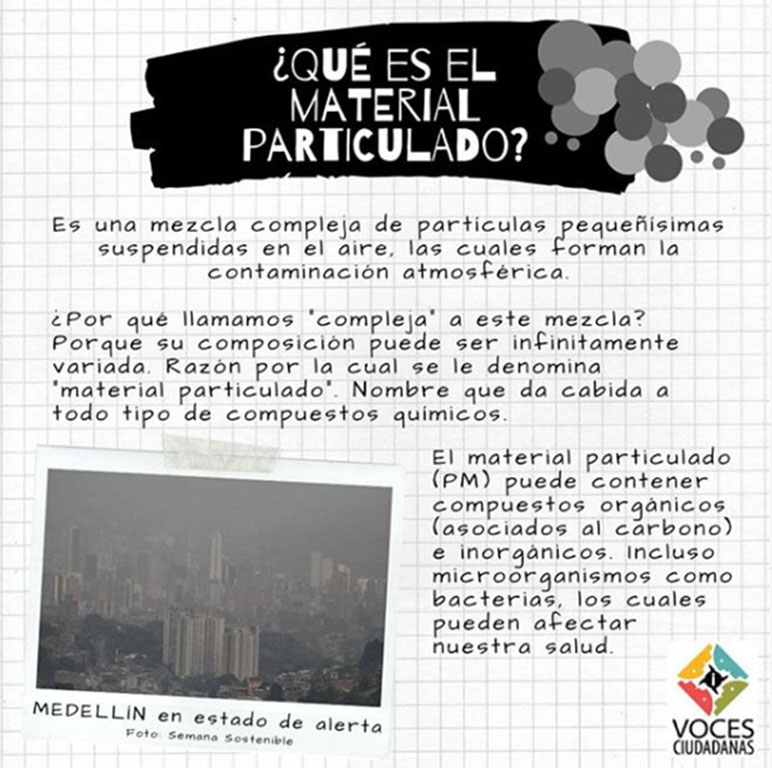 ¿QUÉ ES EL
MATERIAL
PARTICULADO?
Es una mezcla compleja de partículas pequeñísimas
suspendidas en el aire, las cuales forman la
contaminación atmosférica.
¿Por qué llamamos "compleja" a este mezcla?
Porque su composición puede ser infinitamente
variada. Razón por la cual se le denomina
"material particulado". Nombre que da cabida a
todo tipo de compuestos químicos.
El material particulado
(PM) puede contener
compuestos orgánicos
(asociados al carbono)
e inorgánicos. Incluso
microorganismos como
bacterias, los cuales
pueden afectar
nuestra salud.
MEDELLÍN en estado de alerta
Foto: Semana Sostenible
VOCES
CIUDADANAS